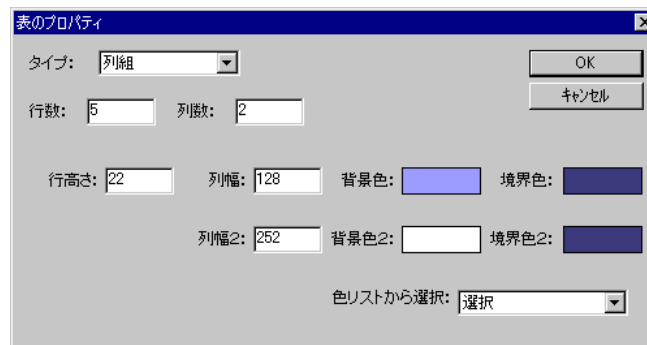 表のプロパティ
タイプ: 列組
OK
キャンセル
行数: 5 列数: 2
行高さ: 22 列幅: 128 背景色: 境界色:
列幅2: 252 背景色2: 境界色2:
色リストから選択: 選択